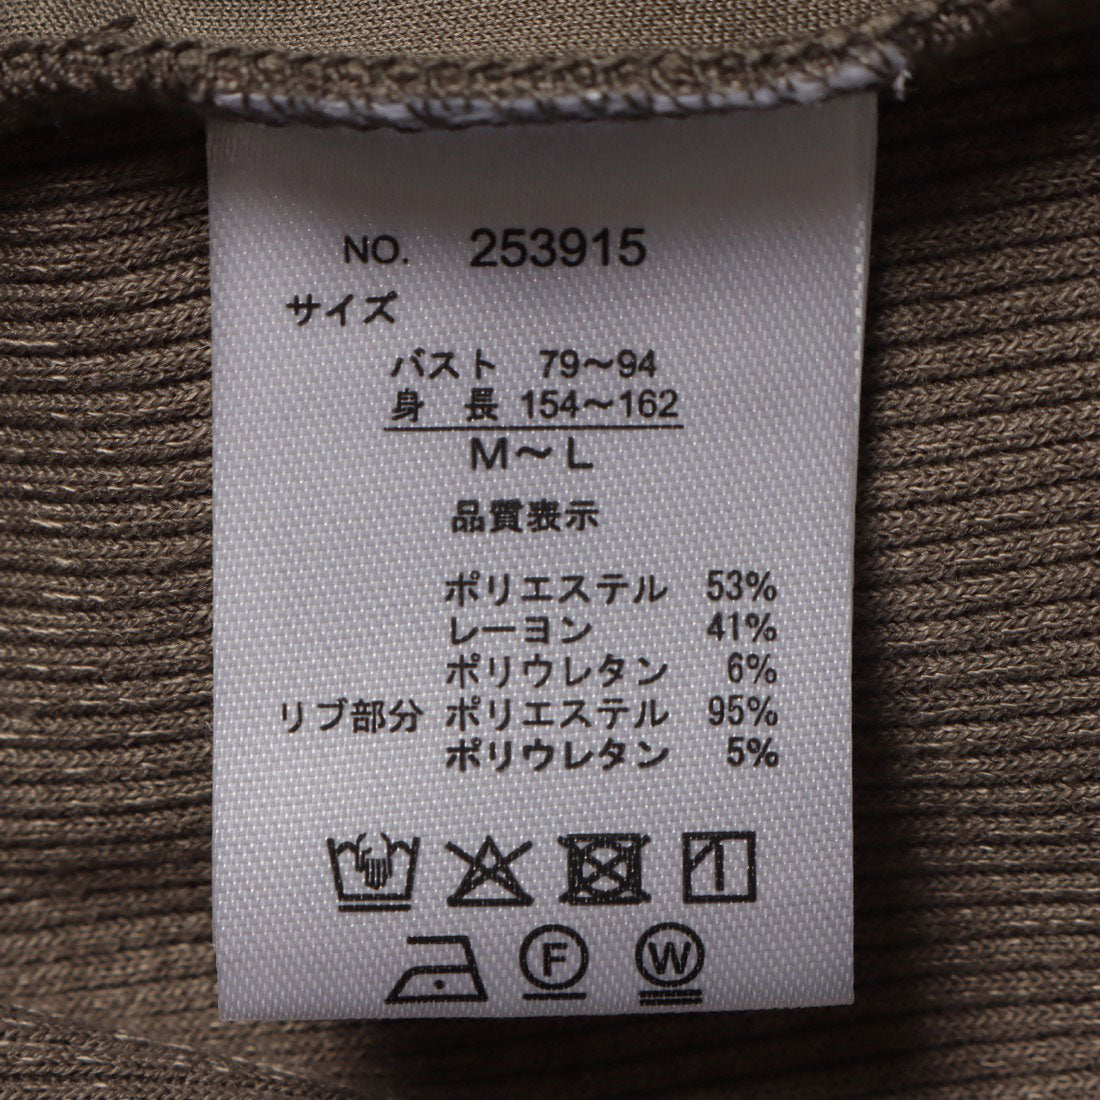 NO. 253915
サイズ
バスト 79～94
身 長 154～162
M～L
品質表示
ポリエステル 53%
レーヨン 41%
ポリウレタン 6%
リブ部分 ポリエステル 95%
ポリウレタン 5%
F W